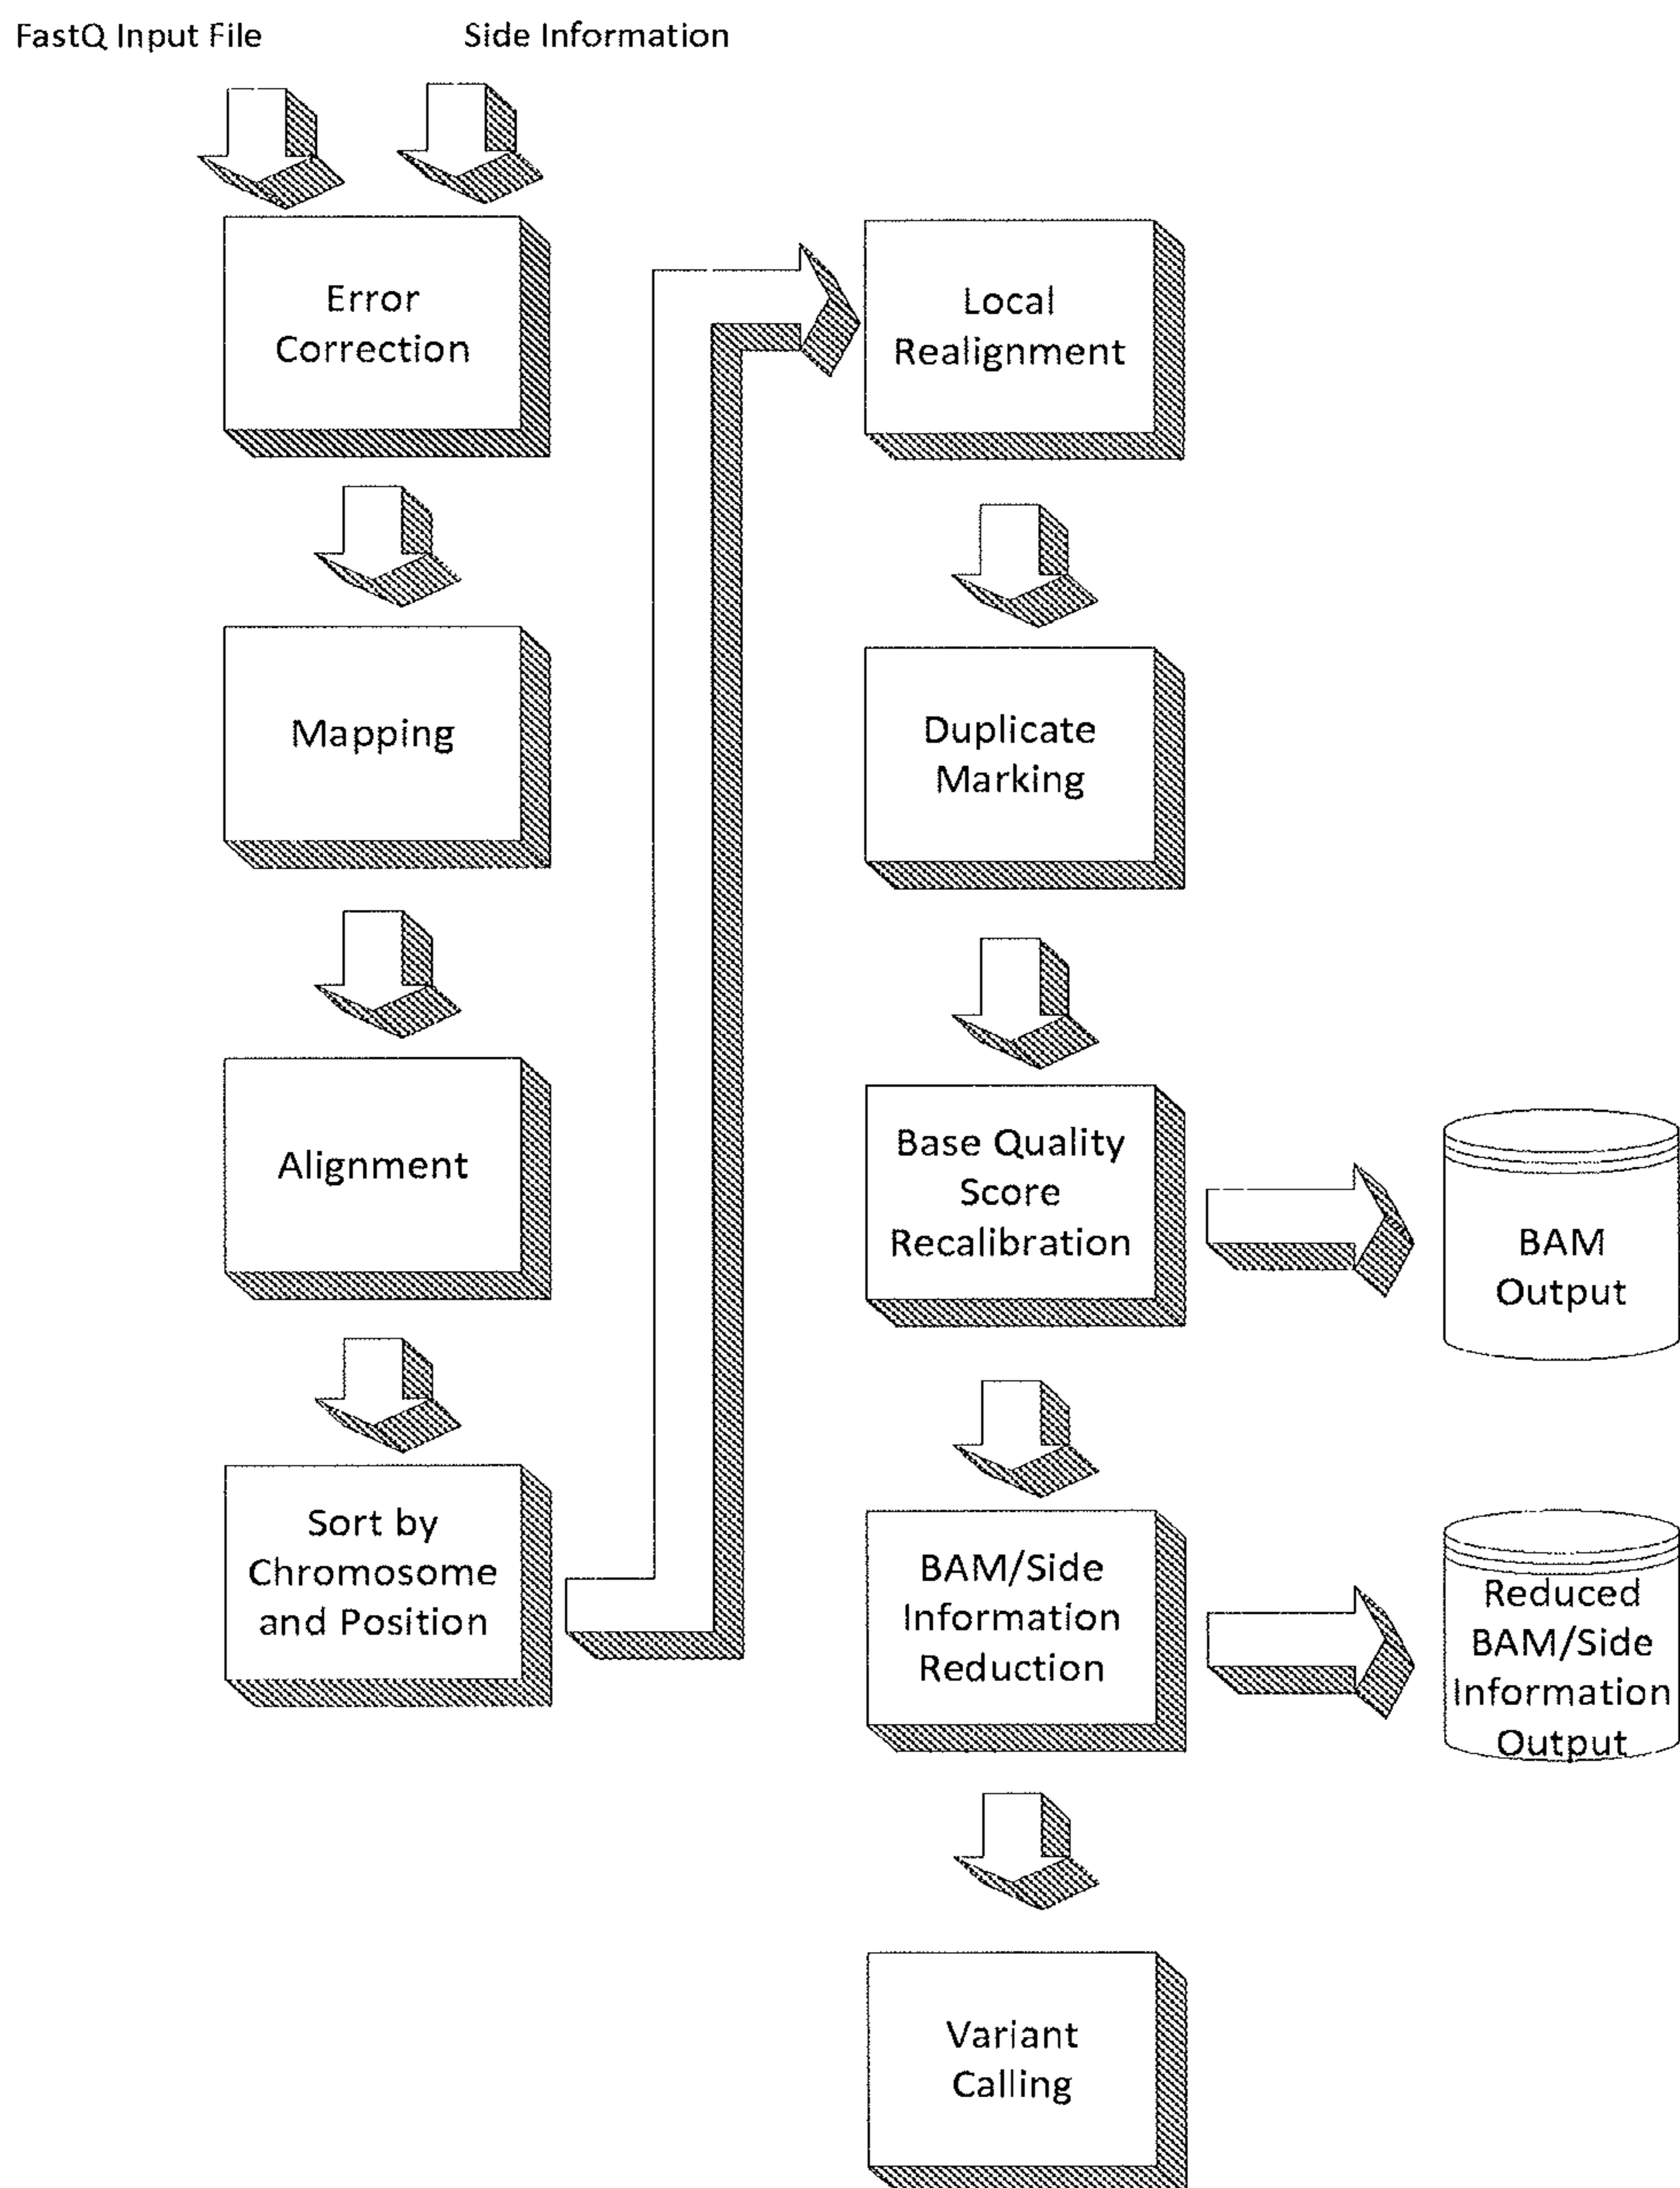 FastQ Input File
Side Information
Error
Correction
Mapping
Alignment
Sort by
Chromosome
and Position
Local
Realignment
Duplicate
Marking
Base Quality
Score
Recalibration
BAM
Output
BAM/Side
Information
Reduction
Reduced
BAM/Side
Information
Output
Variant
Calling